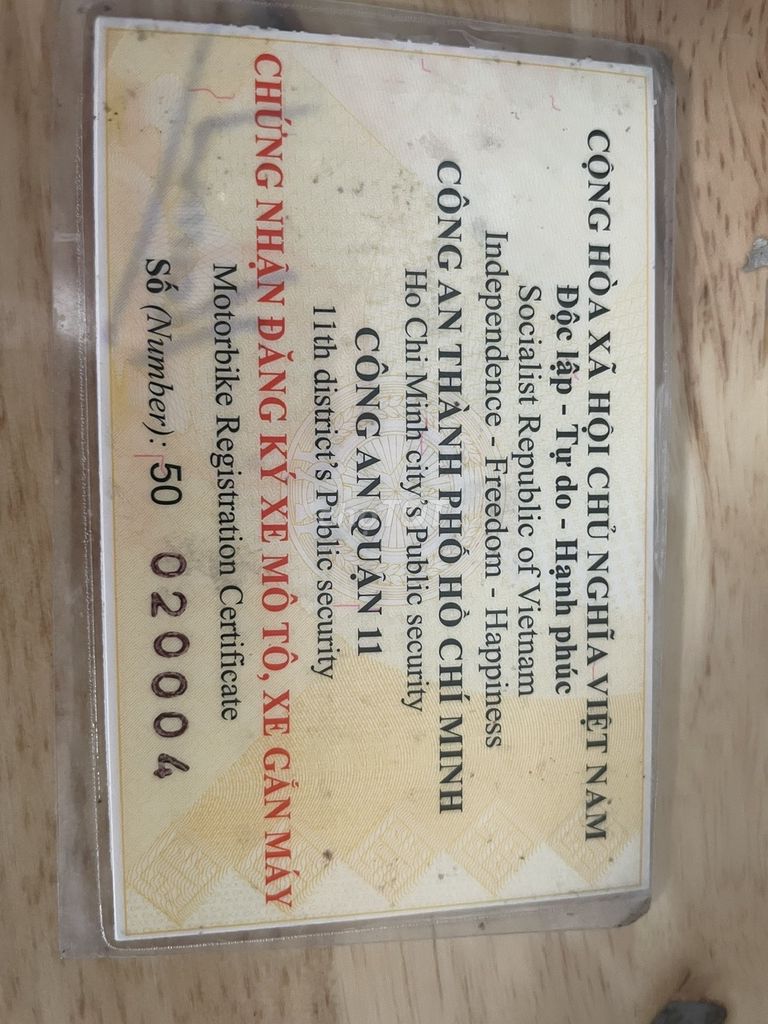 CỘNG HÒA XÃ HỘI CHỦ NGHĨA VIỆT NAM
Độc lập - Tự do - Hạnh phúc
Socialist Republic of Vietnam
Independence - Freedom - Happiness
CÔNG AN THÀNH PHỐ HỒ CHÍ MINH
Ho Chi Minh city's Public security
CÔNG AN QUẬN 11
11th district's Public security
CHỨNG NHẬN ĐĂNG KÝ XE MÔ TÔ, XE GẮN MÁY
Motorbike Registration Certificate
Số (Number): 50 020004